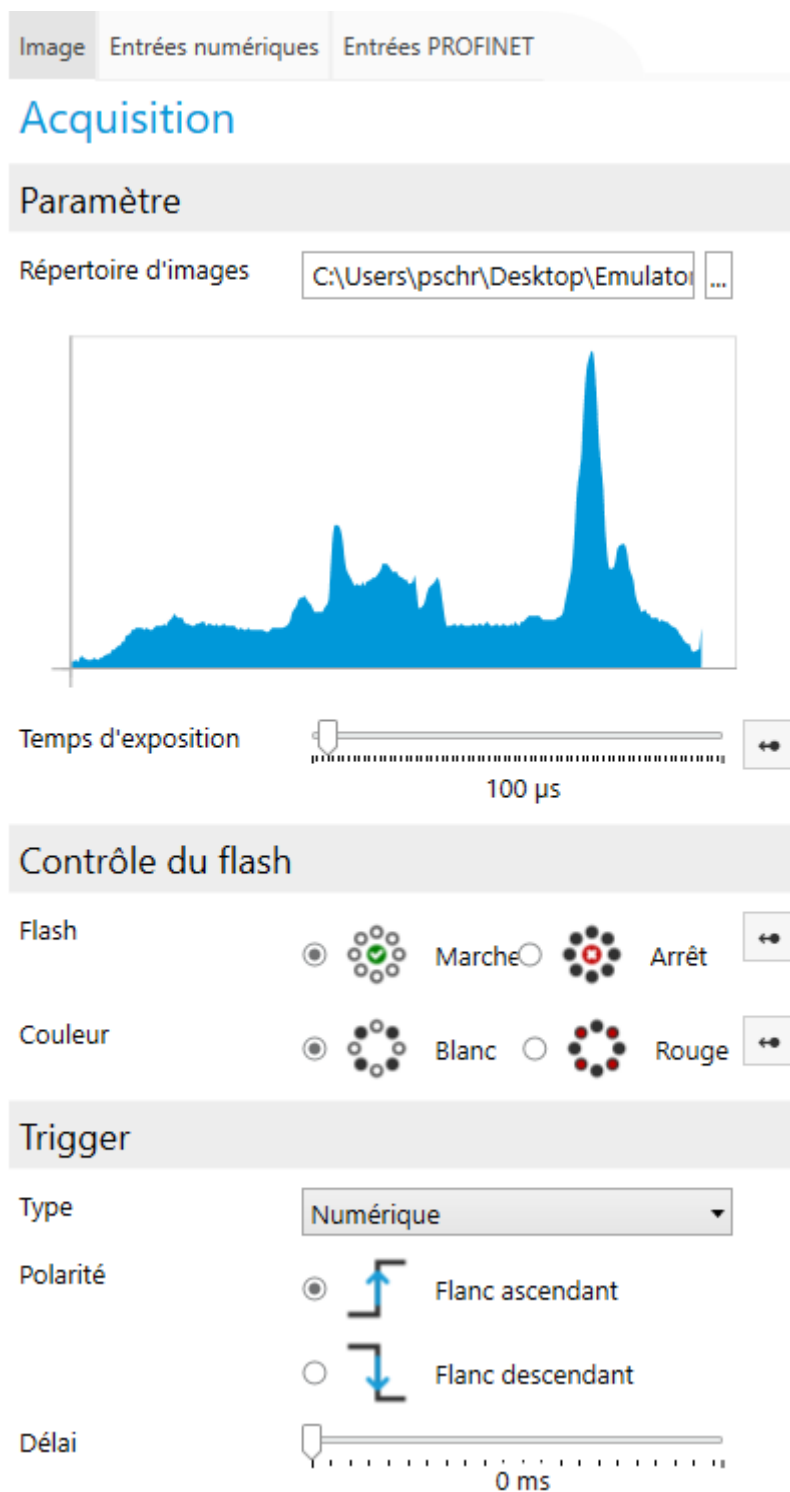 Image Entrées numériques Entrées PROFINET
Acquisition
Paramètre
Répertoire d'images C:\Users\pschr\Desktop\Emulator ...
Temps d'exposition
100 µs
Contrôle du flash
Flash Marche Arrêt
Couleur Blanc Rouge
Trigger
Type Numérique
Polarité Flanc ascendant
Flanc descendant
Délai
0 ms